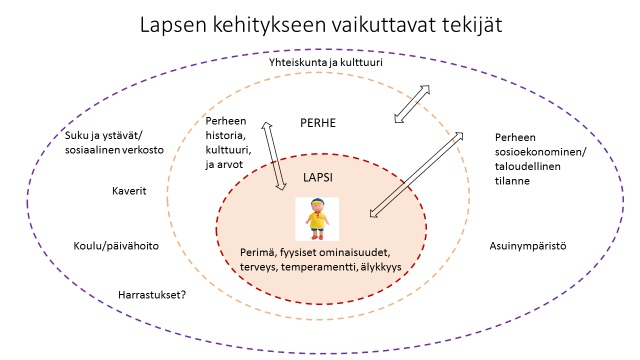 Lapsen kehitykseen vaikuttavat tekijät
Yhteiskunta ja kulttuuri
Perheen
historia,
kulttuuri,
ja arvot
PERHE
Suku ja ystävät/
sosiaalinen verkosto
Perheen
sosioekonominen/
taloudellinen
tilanne
LAPSI
Kaverit
Koulu/päivähoito
Perimä, fyysiset ominaisuudet,
terveys, temperamentti, älykkyys
Asuinympäristö
Harrastukset?